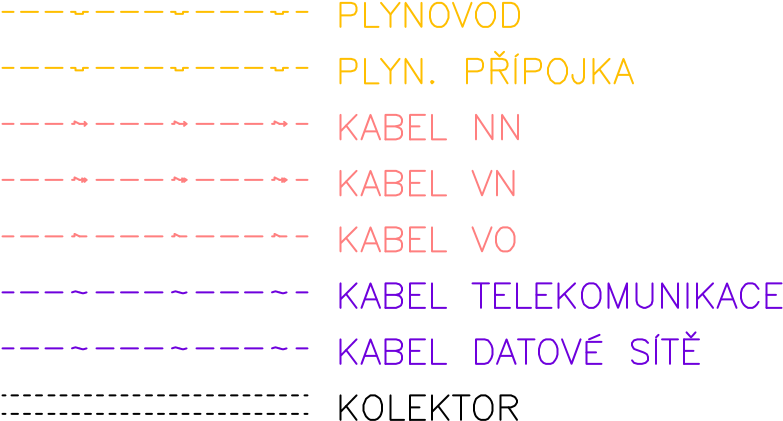 PLYNOVOD
PLYN. PŘÍPOJKA
KABEL NN
KABEL VN
KABEL VO
KABEL TELEKOMUNIKACE
KABEL DATOVÉ SÍTĚ
KOLEKTOR